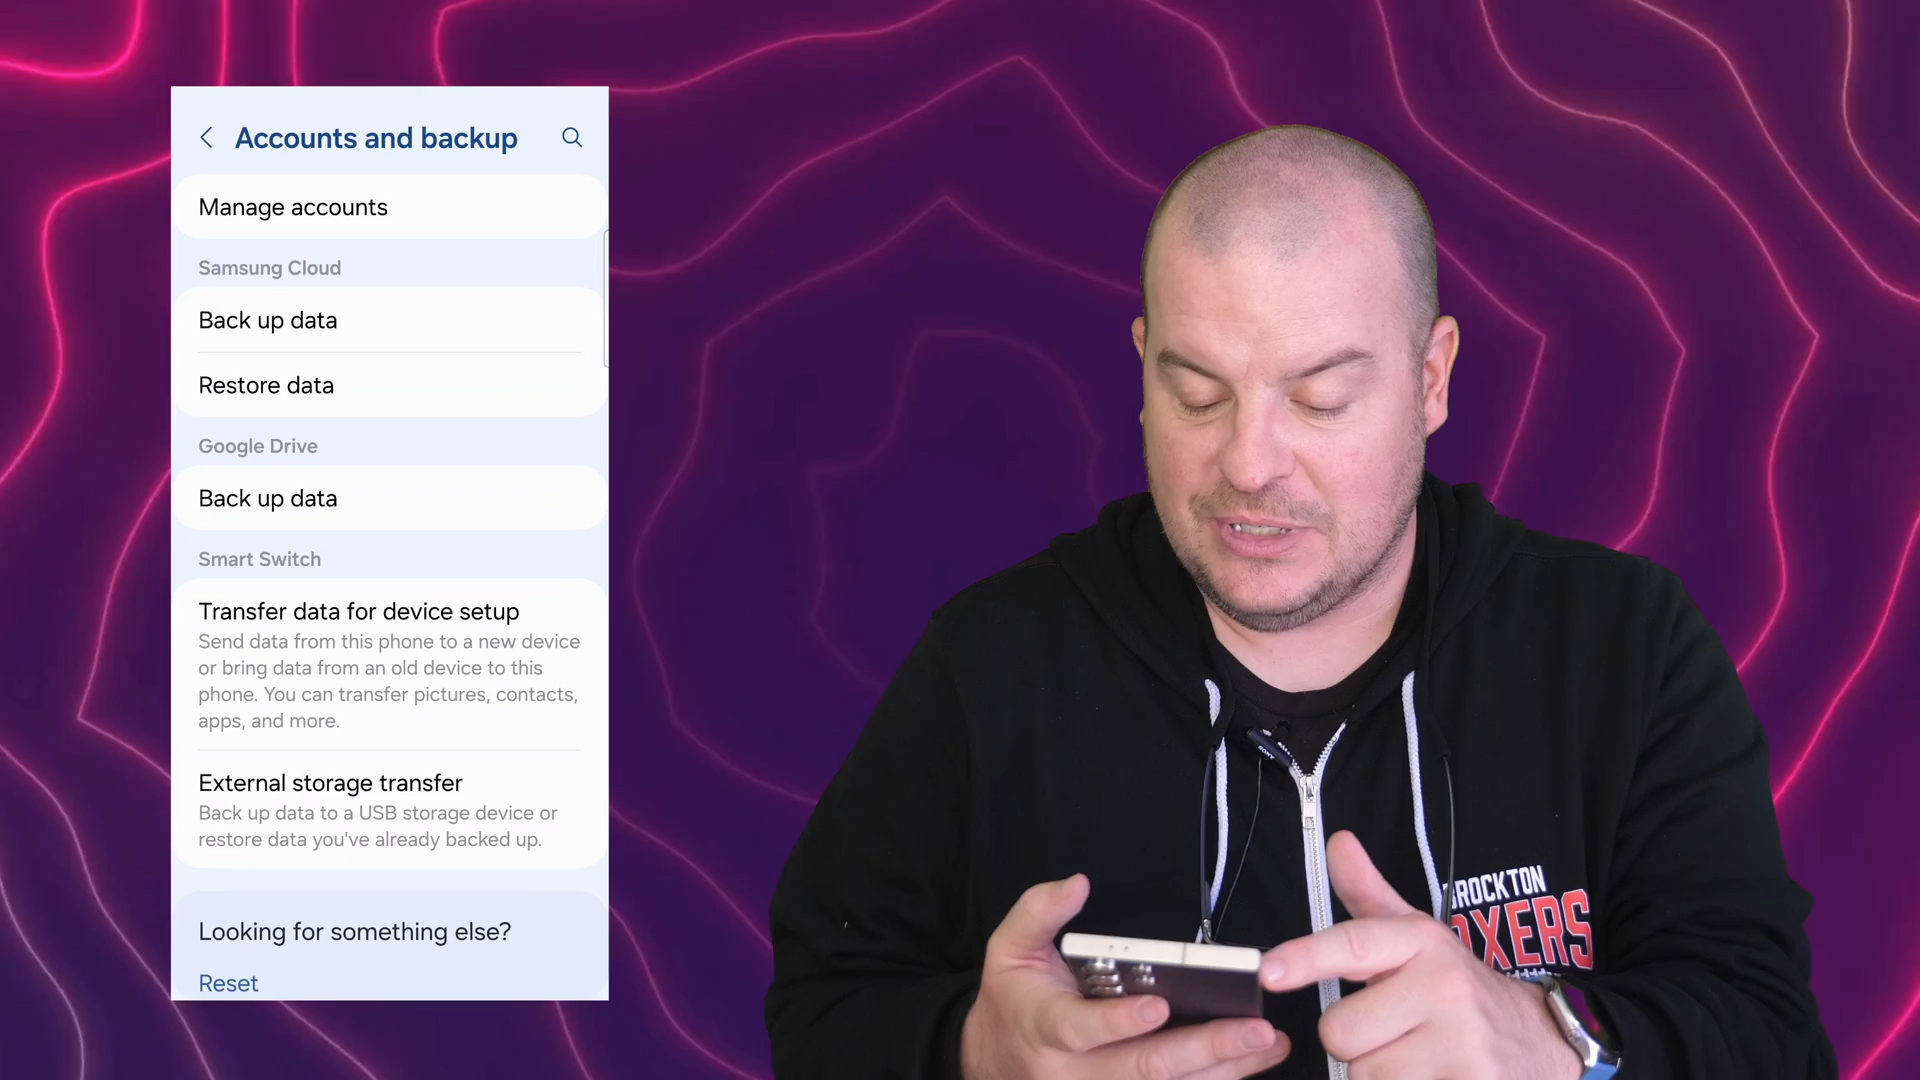 Accounts and backup
Manage accounts
Samsung Cloud
Back up data
Restore data
Google Drive
Back up data
Smart Switch
Transfer data for device setup
Send data from this phone to a new device
or bring data from an old device to this
phone. You can transfer pictures, contacts,
apps, and more.
External storage transfer
Back up data to a USB storage device or
restore data you've already backed up.
Looking for something else?
Reset
SONY
BROCKTON
OXERS